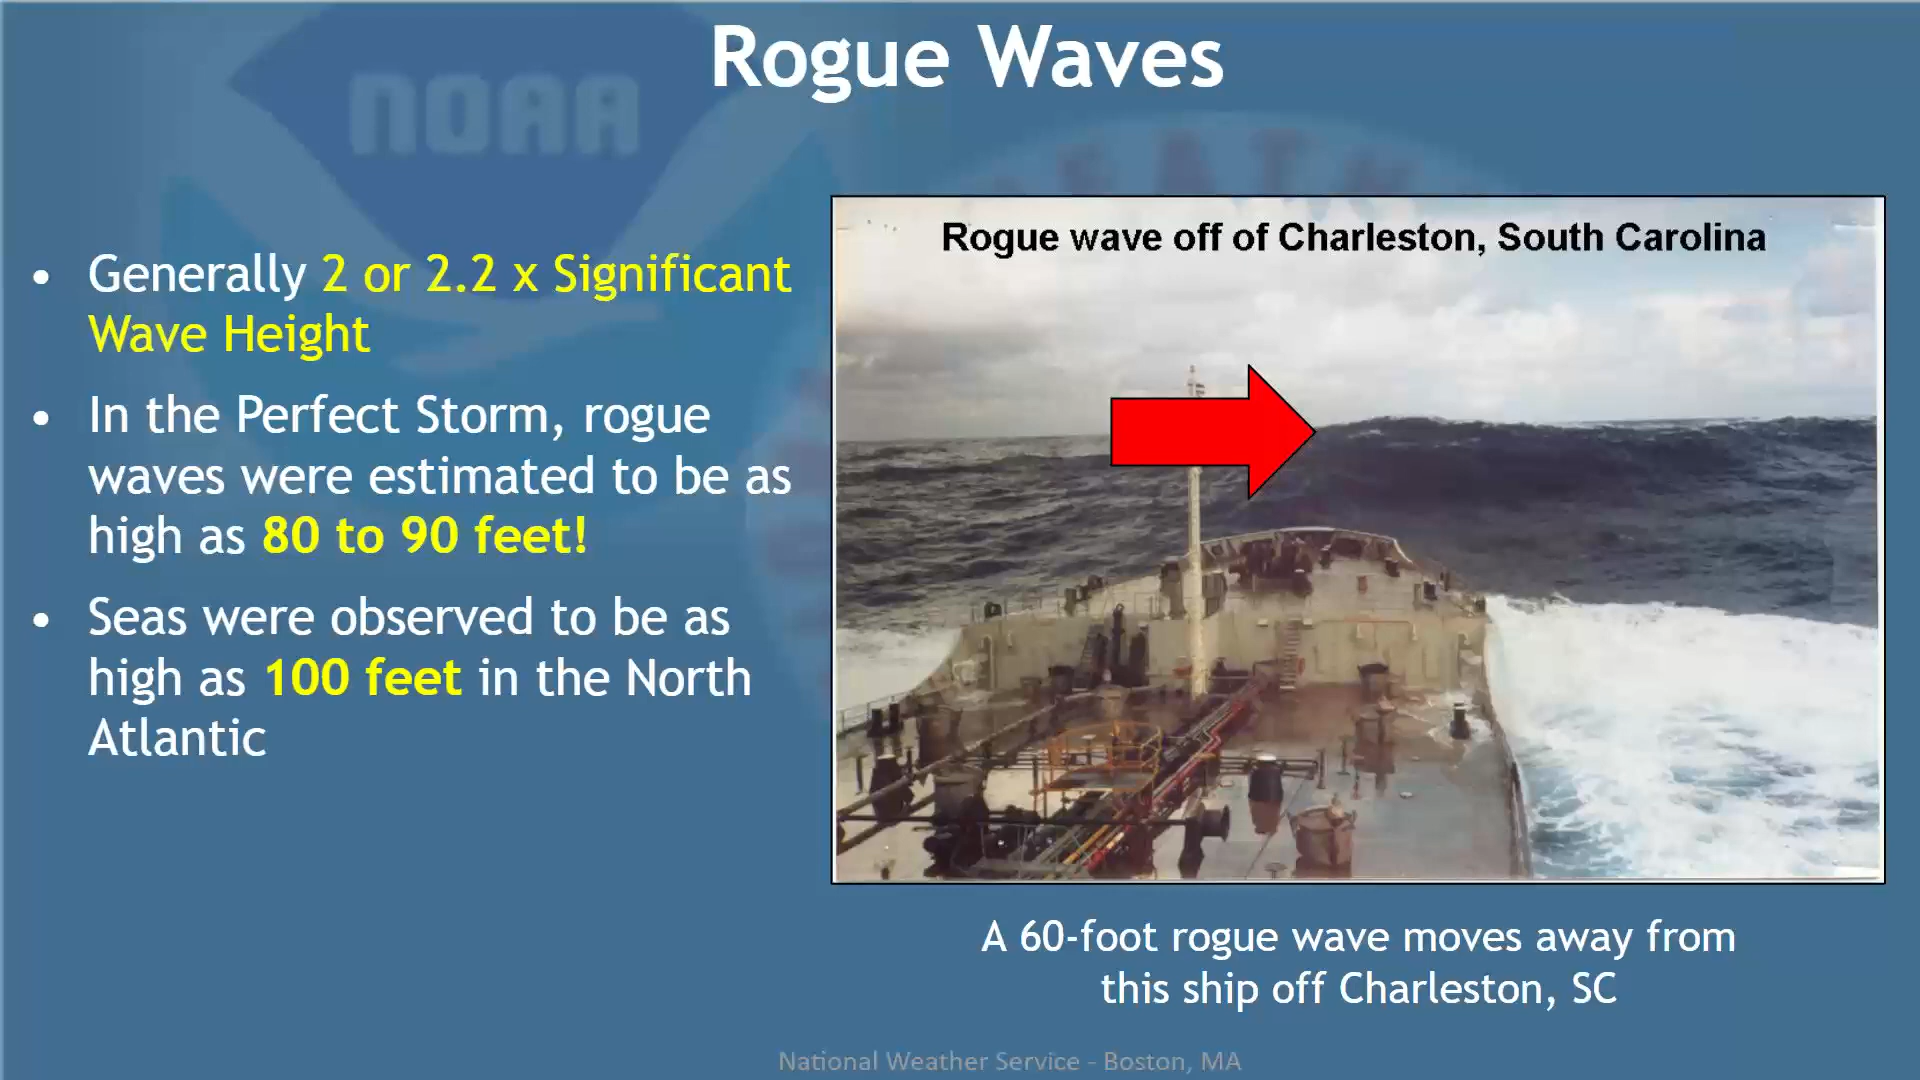 Rogue Waves
NOAA
• Generally 2 or 2.2 x Significant
Wave Height
• In the Perfect Storm, rogue
waves were estimated to be as
high as 80 to 90 feet!
• Seas were observed to be as
high as 100 feet in the North
Atlantic
Rogue wave off of Charleston, South Carolina
A 60-foot rogue wave moves away from
this ship off Charleston, SC
National Weather Service - Boston, MA